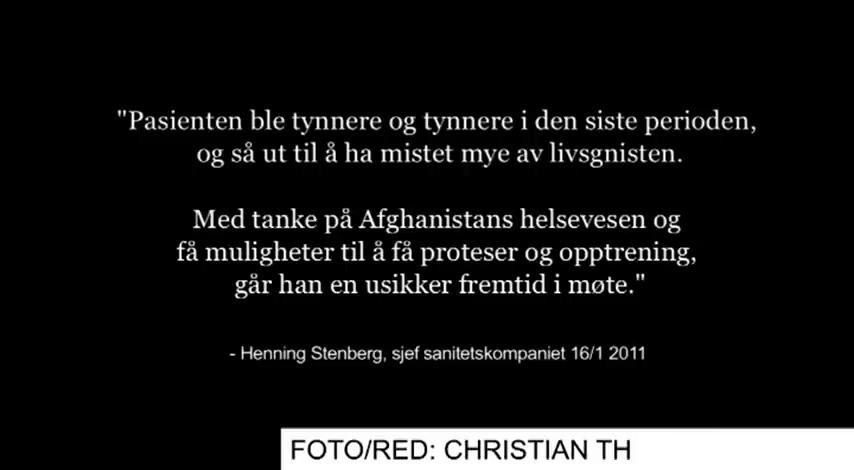 "Pasienten ble tynnere og tynnere i den siste perioden,
og så ut til å ha mistet mye av livsgnisten.
Med tanke på Afghanistans helsevesen og
få muligheter til å få proteser og opptrening,
går han en usikker fremtid i møte."
- Henning Stenberg, sjef sanitetskompaniet 16/1 2011
FOTO/RED: CHRISTIAN TH